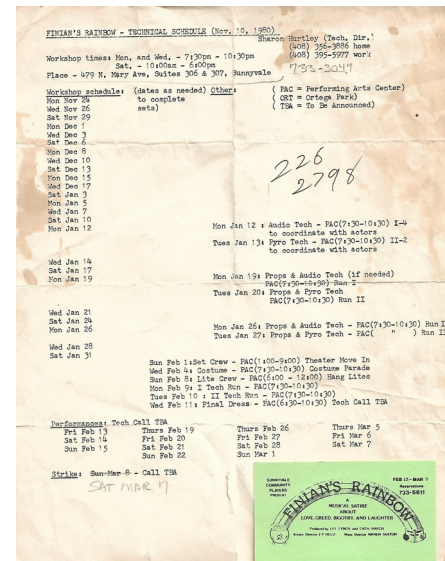 FINIAN'S RAINBOW - TECHNICAL SCHEDULE (Nov. 10, 1980)
Sharon Hurtley (Tech. Dir.)
(408) 356-3886 home
(408) 395-5977 work
733-3047
Workshop times: Mon. and Wed. - 7:30pm - 10:30pm
Sat. - 10:00am - 6:00pm
Place - 479 N. Mary Ave, Suites 306 & 307, Sunnyvale
Workshop schedule: (dates as needed to complete sets) Other:
( PAC = Performing Arts Center)
( ORT = Ortega Park)
( TBA = To Be Announced)
Mon Nov 24
Wed Nov 26
Sat Nov 29
Mon Dec 1
Wed Dec 3
Sat Dec 6
Mon Dec 8
Wed Dec 10
Sat Dec 13
Mon Dec 15
Wed Dec 17
Sat Jan 3
Mon Jan 5
Wed Jan 7
Sat Jan 10
Mon Jan 12
226
2798
Mon Jan 12 : Audio Tech - PAC(7:30-10:30) I-4
to coordinate with actors
Tues Jan 13: Pyro Tech - PAC(7:30-10:30) II-2
to coordinate with actors
Wed Jan 14
Sat Jan 17
Mon Jan 19
Mon Jan 19: Props & Audio Tech (if needed)
PAC(7:30-10:30) Run I
Tues Jan 20: Props & Pyro Tech
PAC(7:30-10:30) Run II
Wed Jan 21
Sat Jan 24
Mon Jan 26
Mon Jan 26: Props & Audio Tech - PAC(7:30-10:30) Run I
Tues Jan 27: Props & Pyro Tech - PAC( " ) Run II
Wed Jan 28
Sat Jan 31
Sun Feb 1:Set Crew - PAC(1:00-9:00) Theater Move In
Wed Feb 4: Costume - PAC(7:30-10:30) Costume Parade
Sun Feb 8: Lite Crew - PAC(6:00 - 12:00) Hang Lites
Mon Feb 9: I Tech Run - PAC(7:30-10:30)
Tues Feb 10 : II Tech Run - PAC(7:30-10:30)
Wed Feb 11: Final Dress - PAC(6:30-10:30) Tech Call TBA
Performances: Tech Call TBA
Fri Feb 13 Thurs Feb 19 Thurs Feb 26 Thurs Mar 5
Sat Feb 14 Fri Feb 20 Fri Feb 27 Fri Mar 6
Sun Feb 15 Sat Feb 21 Sat Feb 28 Sat Mar 7
Sun Feb 22 Sun Mar 1
Strike: Sun Mar 8 - Call TBA
SAT MAR 7
SUNNYVALE
COMMUNITY
PLAYERS
PRESENT
FEB 13 - MAR 7
Reservations
733-6611
FINIAN'S RAINBOW
A
MUSICAL SATIRE
ABOUT
LOVE, GREED, BIGOTRY, AND LAUGHTER